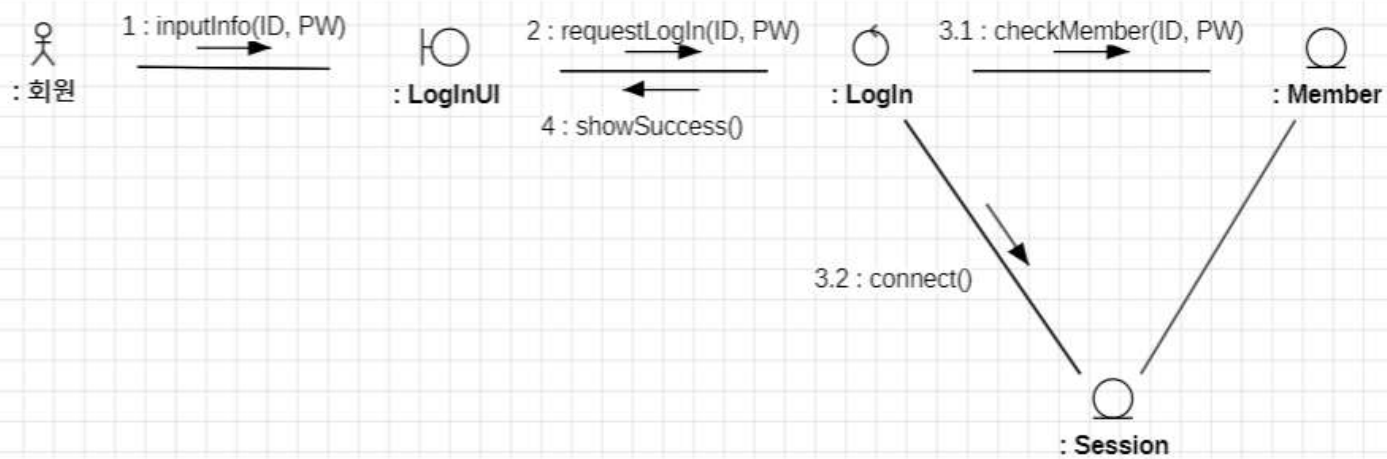 1 : inputInfo(ID, PW)
2 : requestLogIn(ID, PW)
3.1 : checkMember(ID, PW)
: 회원
: LogInUI
: LogIn
: Member
4 : showSuccess()
3.2 : connect()
: Session